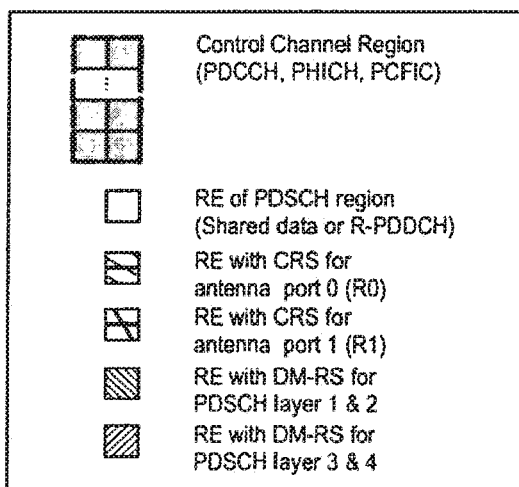 Control Channel Region
(PDCCH, PHICH, PCFIC)
RE of PDSCH region
(Shared data or R-PDDCH)
RE with CRS for
antenna port 0 (R0)
RE with CRS for
antenna port 1 (R1)
RE with DM-RS for
PDSCH layer 1 & 2
RE with DM-RS for
PDSCH layer 3 & 4